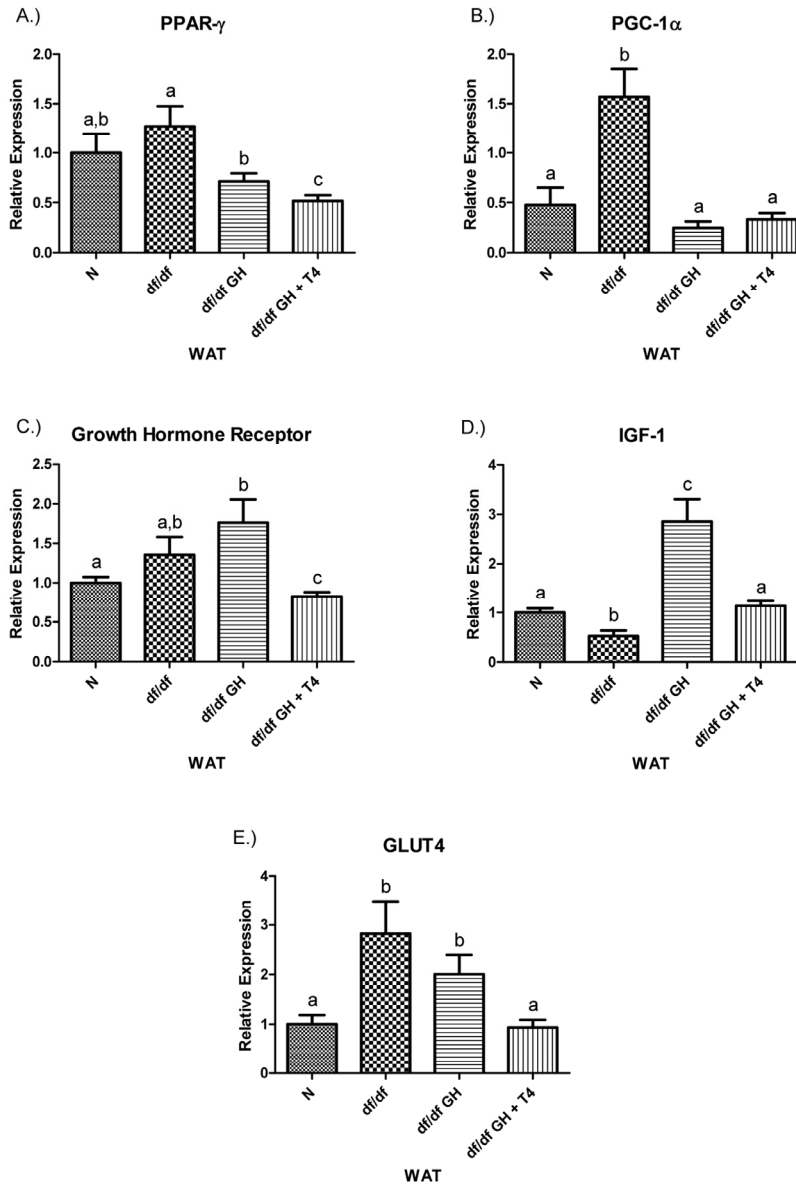 A.)
PPAR-γ
Relative Expression
2.0
1.5
1.0
0.5
0.0
a,b
a
b
c
N
df/df
df/df GH
df/df GH + T4
WAT
B.)
PGC-1α
Relative Expression
2.0
1.5
1.0
0.5
0.0
a
b
a
a
N
df/df
df/df GH
df/df GH + T4
WAT
C.)
Growth Hormone Receptor
Relative Expression
2.5
2.0
1.5
1.0
0.5
0.0
a
a,b
b
c
N
df/df
df/df GH
df/df GH + T4
WAT
D.)
IGF-1
Relative Expression
4
3
2
1
0
a
b
c
a
N
df/df
df/df GH
df/df GH + T4
WAT
E.)
GLUT4
Relative Expression
4
3
2
1
0
a
b
b
a
N
df/df
df/df GH
df/df GH + T4
WAT